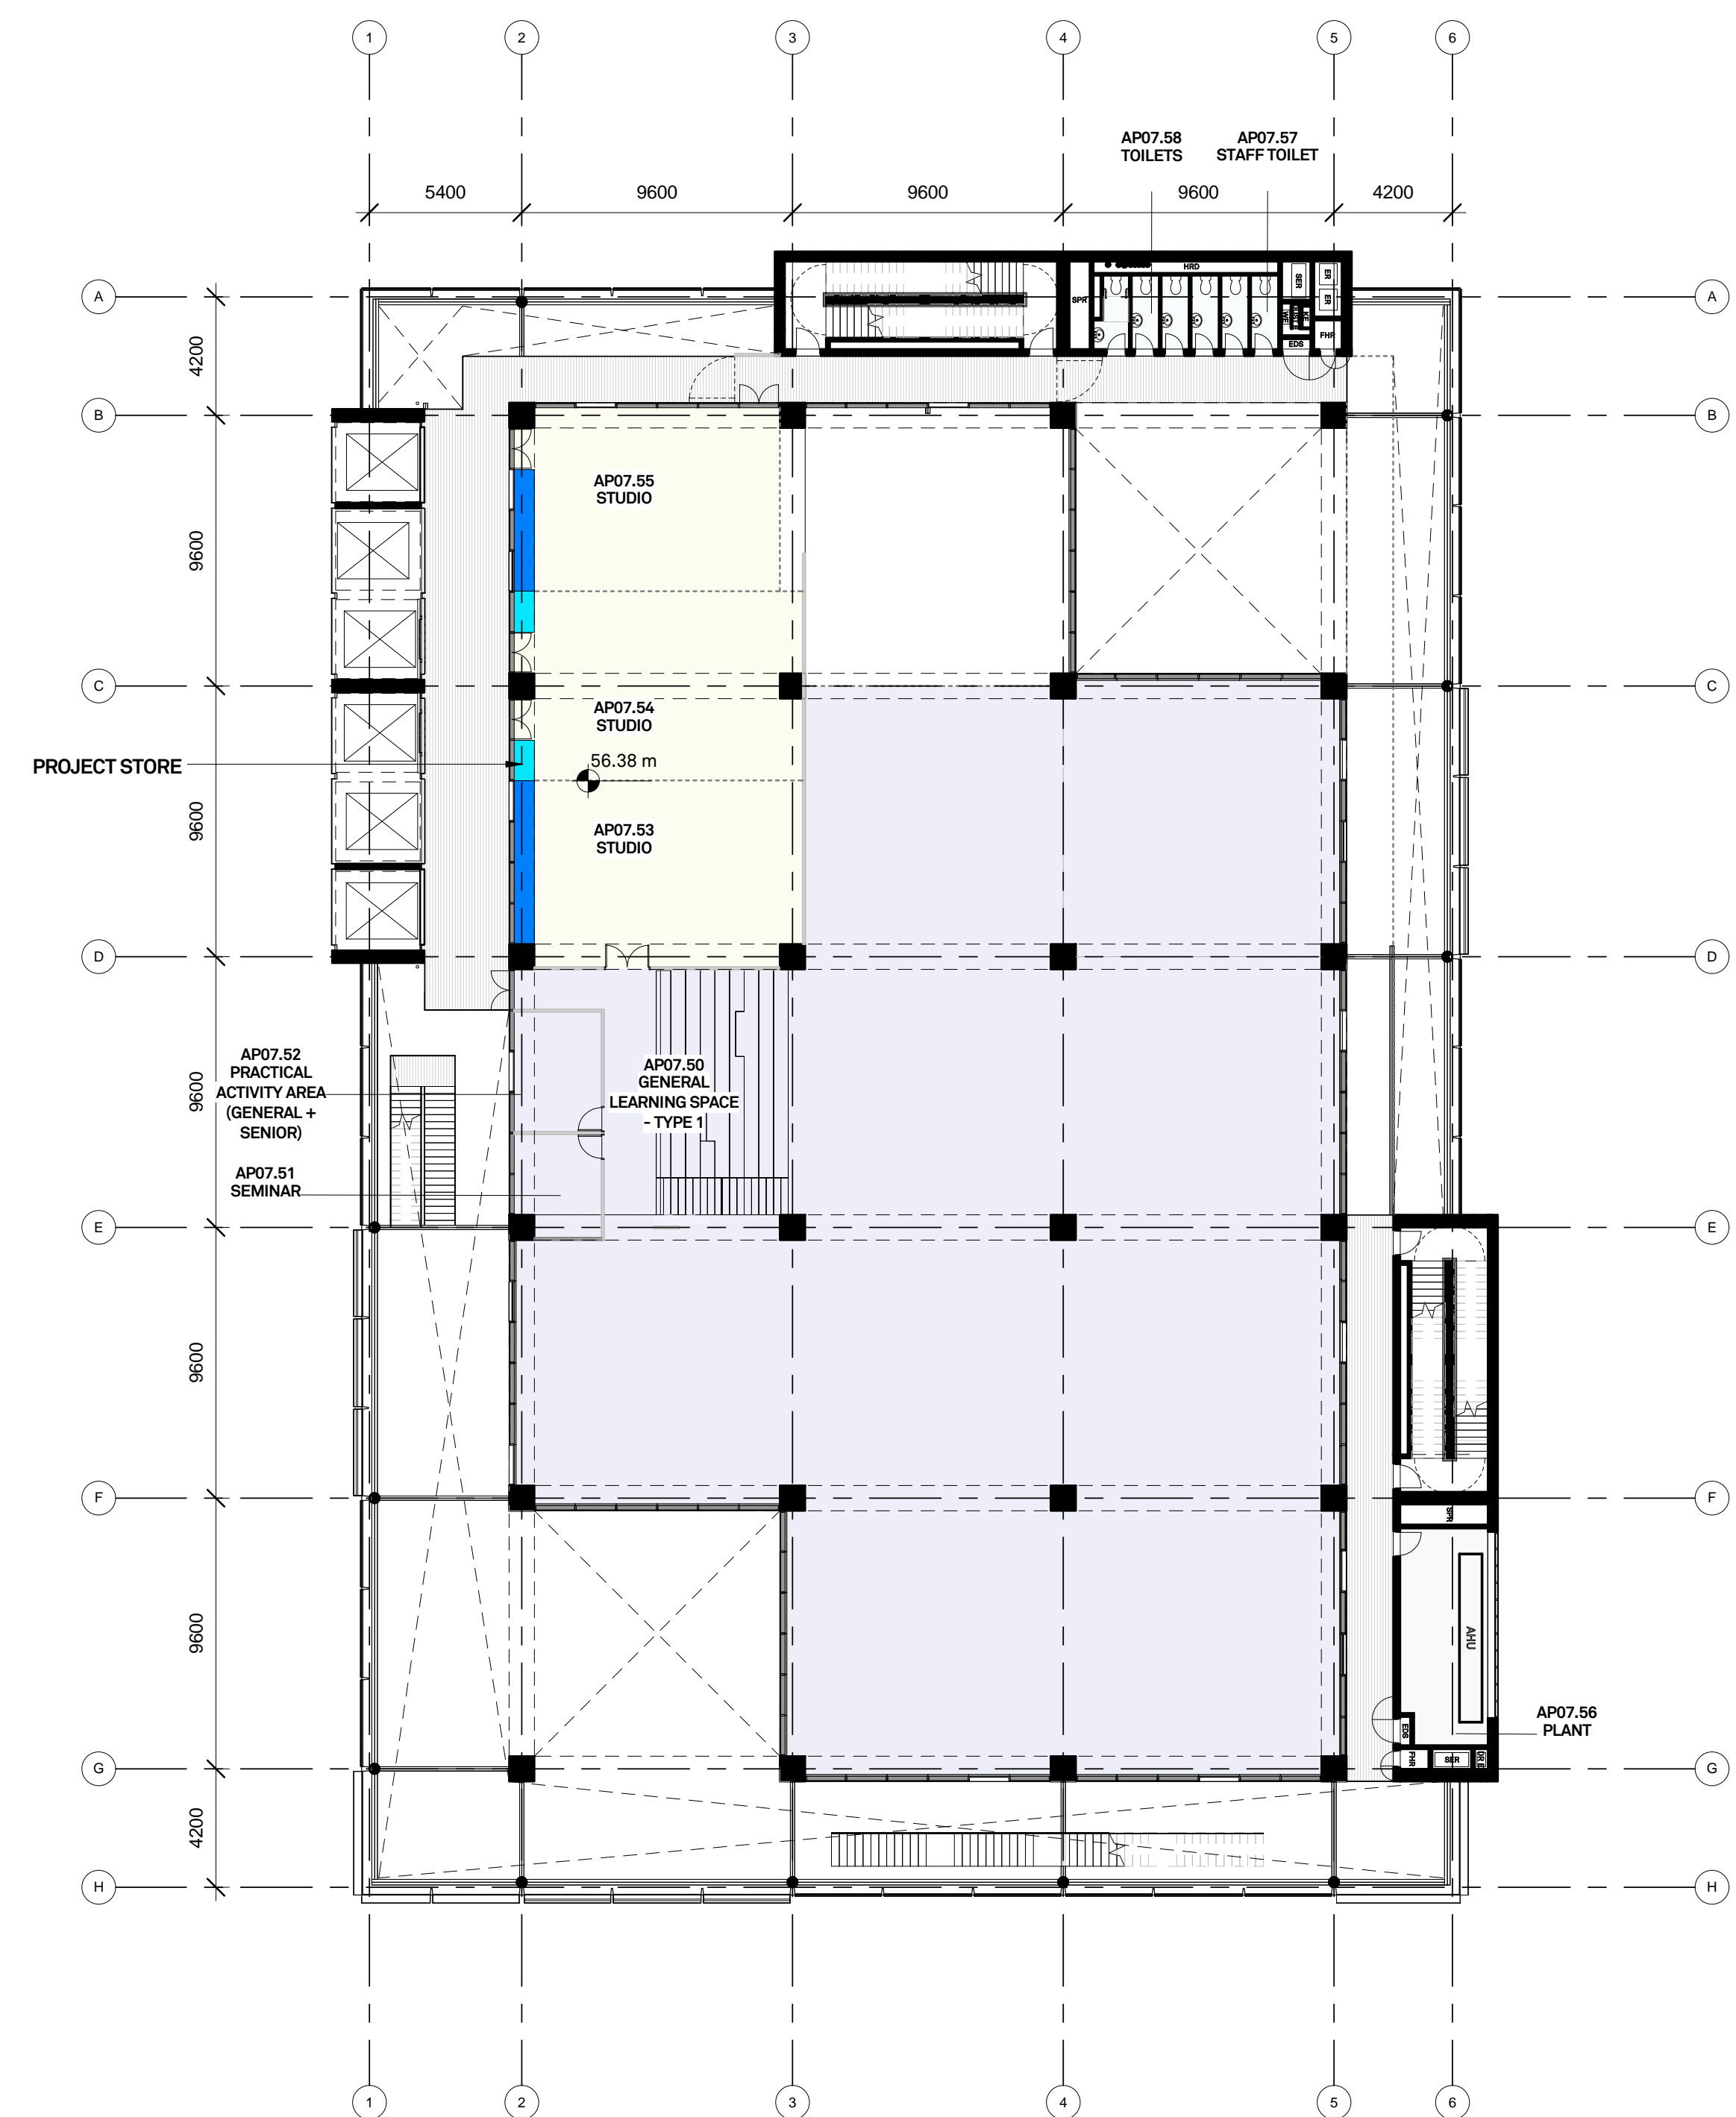 1 2 3 4 5 6
AP07.58
TOILETS
AP07.57
STAFF TOILET
5400 9600 9600 9600 4200
HRD
SPR
SER
ER
ER
FHR
EDS
A A
4200
B B
AP07.55
STUDIO
9600
C C
AP07.54
STUDIO
PROJECT STORE
56.38 m
9600
AP07.53
STUDIO
D D
AP07.52
PRACTICAL
ACTIVITY AREA
(GENERAL +
SENIOR)
9600
AP07.50
GENERAL
LEARNING SPACE
- TYPE 1
AP07.51
SEMINAR
E E
9600
F F
SPR
9600
AHU
AP07.56
PLANT
EDS
FHR
SER
G G
4200
H H
1 2 3 4 5 6